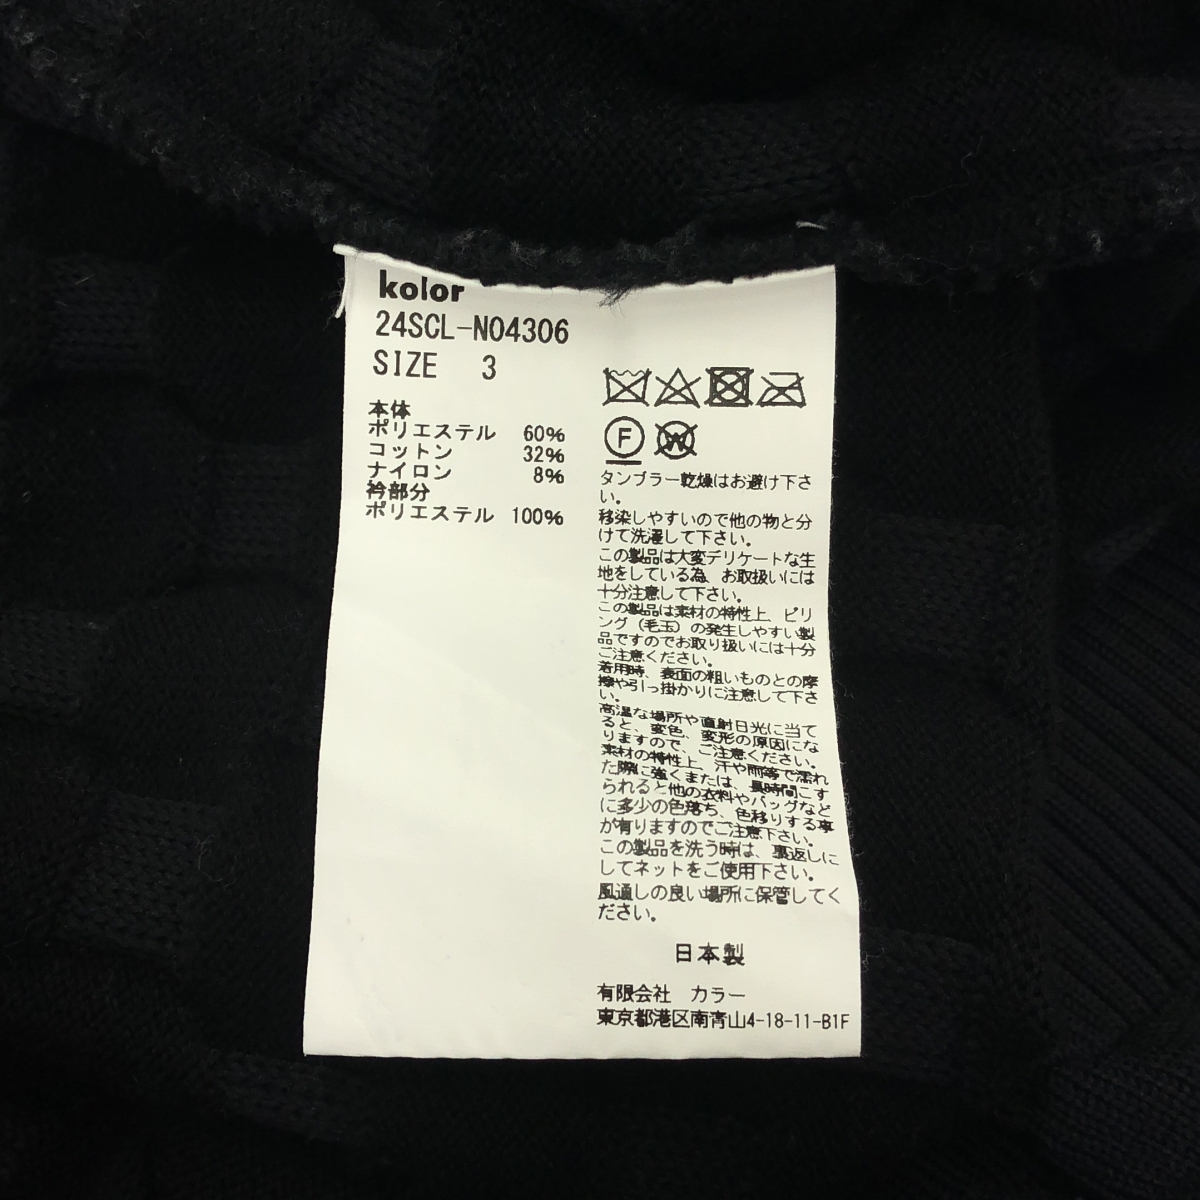 kolor
24SCL-N04306
SIZE 3
本体
ポリエステル 60%
コットン 32%
ナイロン 8%
衿部分
ポリエステル 100%
F
W
タンブラー乾燥はお避け下さ
い。
移染しやすいので他の物と分
けて洗濯して下さい。
この製品は大変デリケートな生
地をしている為、お取扱いには
十分注意して下さい。
この製品は素材の特性上、ピリ
ング(毛玉)の発生しやすい製
品ですのでお取り扱いには十分
ご注意ください。
着用時、表面の粗いものとの摩
擦や引っ掛かりに注意して下さ
い。
高温な場所や直射日光に当て
ると、変色、変形の原因にな
りますので、ご注意ください。
素材の特性上、汗や雨等で濡れ
た際に強くまたは、長時間こす
られると他の衣料やバッグなど
に多少の色落ち、色移りする事
が有りますのでご注意下さい。
この製品を洗う時は、裏返しに
してネットをご使用下さい。
風通しの良い場所に保管してく
ださい。
日本製
有限会社 カラー
東京都港区南青山4-18-11-B1F